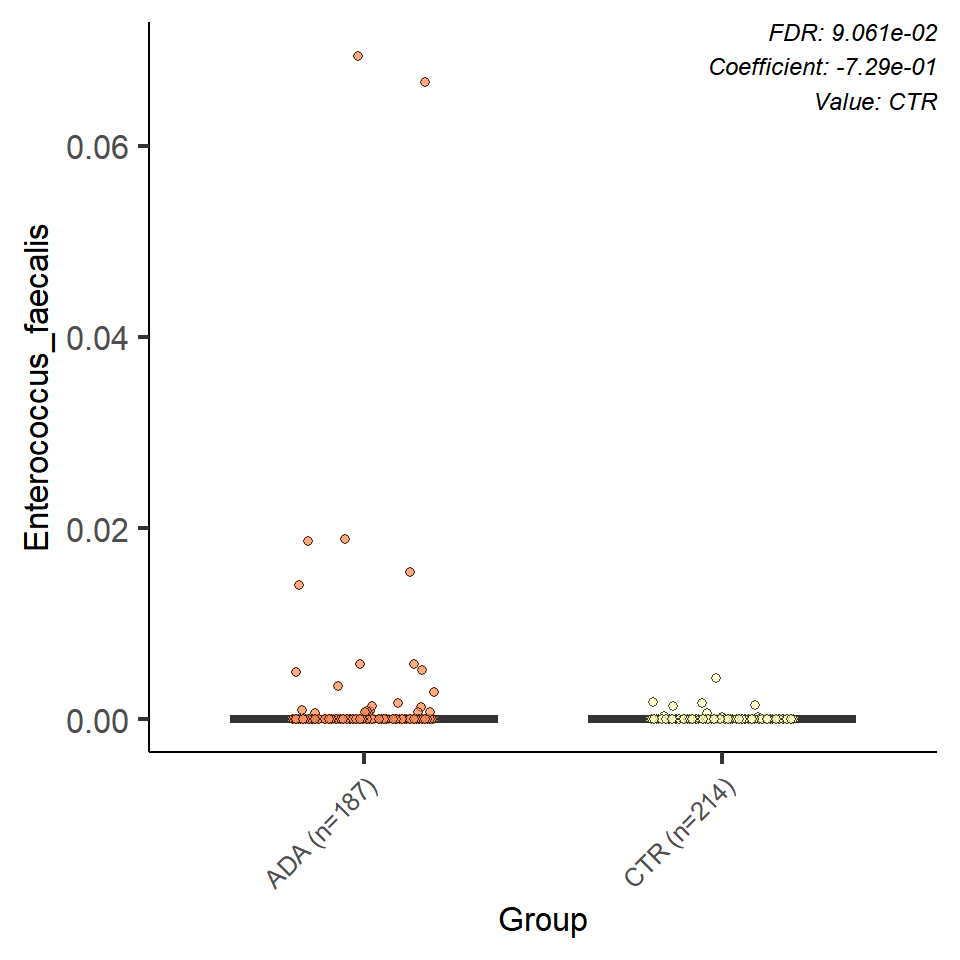 FDR: 9.061e-02
Coefficient: -7.29e-01
Value: CTR
Enterococcus_faecalis
0.06
0.04
0.02
0.00
ADA (n=187)
CTR (n=214)
Group